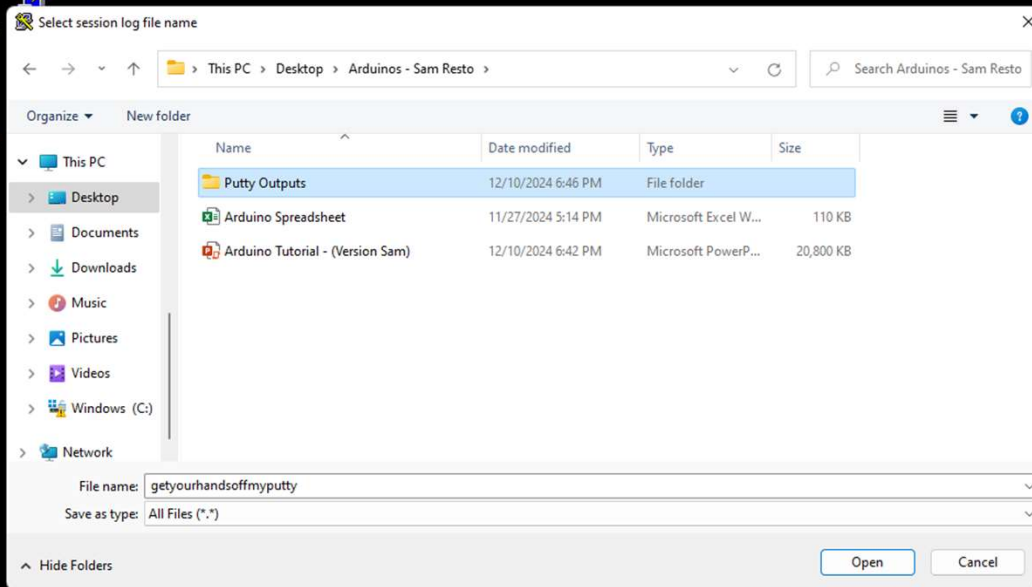 Select session log file name
This PC > Desktop > Arduinos - Sam Resto >
Search Arduinos - Sam Resto
Organize New folder
?
Name Date modified Type Size
This PC
Desktop
Documents
Downloads
Music
Pictures
Videos
Windows (C:)
Network
Putty Outputs 12/10/2024 6:46 PM File folder
Arduino Spreadsheet 11/27/2024 5:14 PM Microsoft Excel W... 110 KB
Arduino Tutorial - (Version Sam) 12/10/2024 6:42 PM Microsoft PowerP... 20,800 KB
File name: getyourhandsoffmyputty
Save as type: All Files (*.*)
Hide Folders Open Cancel